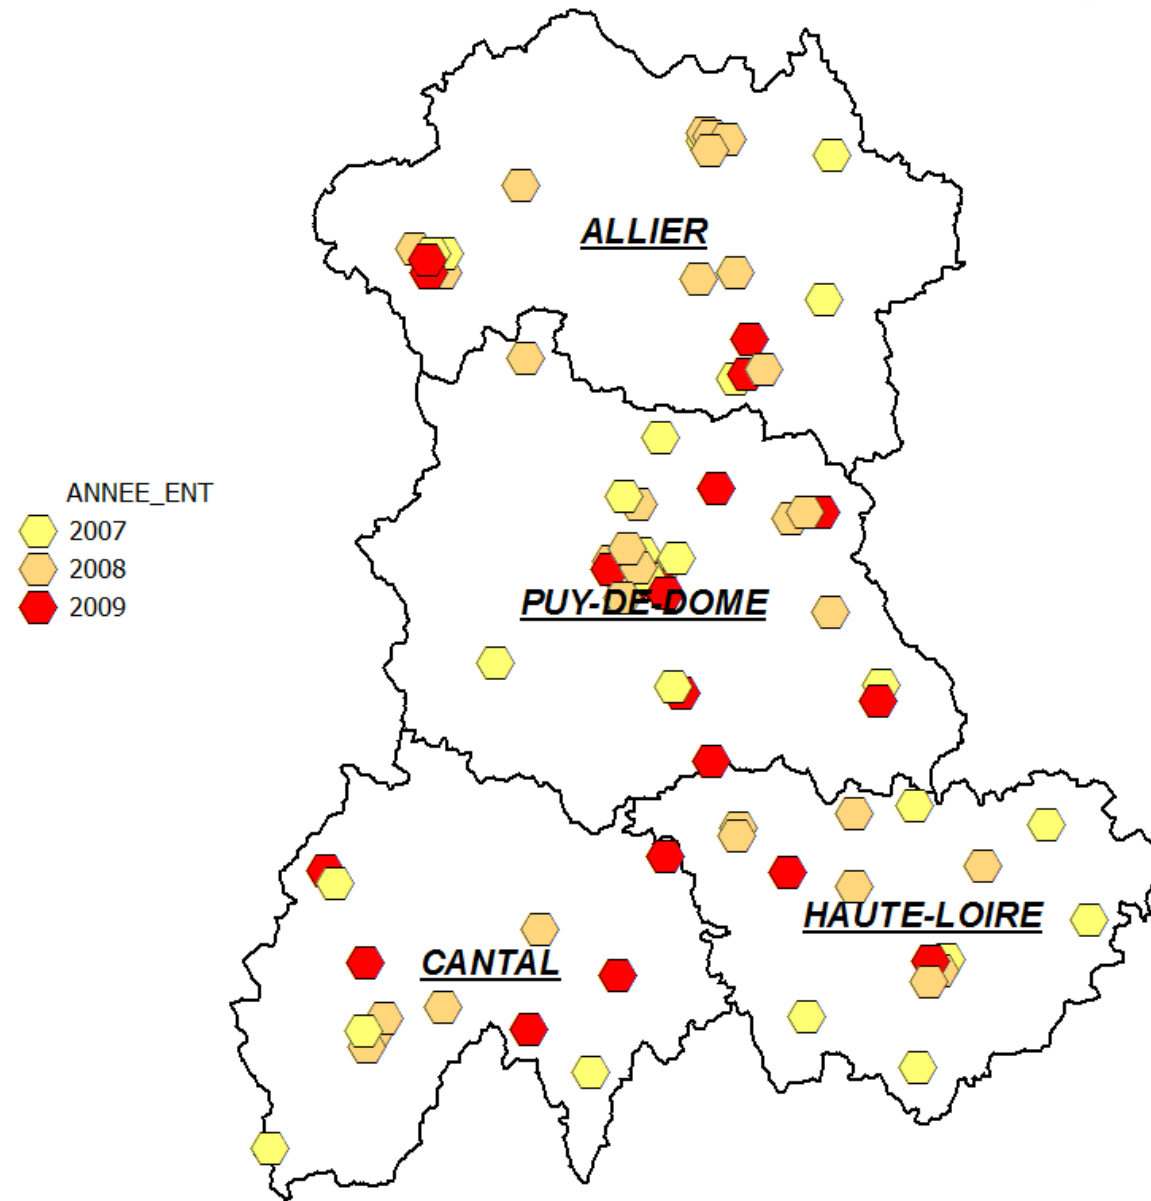 ALLIER
ANNEE_ENT
2007
2008
2009
PUY-DE-DOME
HAUTE-LOIRE
CANTAL